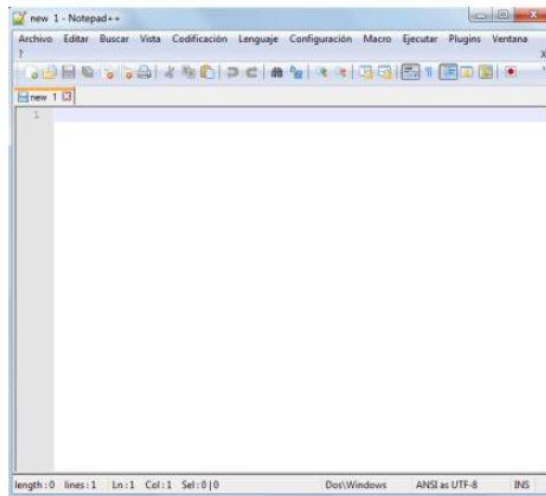 new 1 - Notepad++
Archivo Editar Buscar Vista Codificación Lenguaje Configuración Macro Ejecutar Plugins Ventana
? X
new 1
1
length : 0 lines : 1 Ln : 1 Col : 1 Sel : 0 | 0 Dos\Windows ANSI as UTF-8 INS